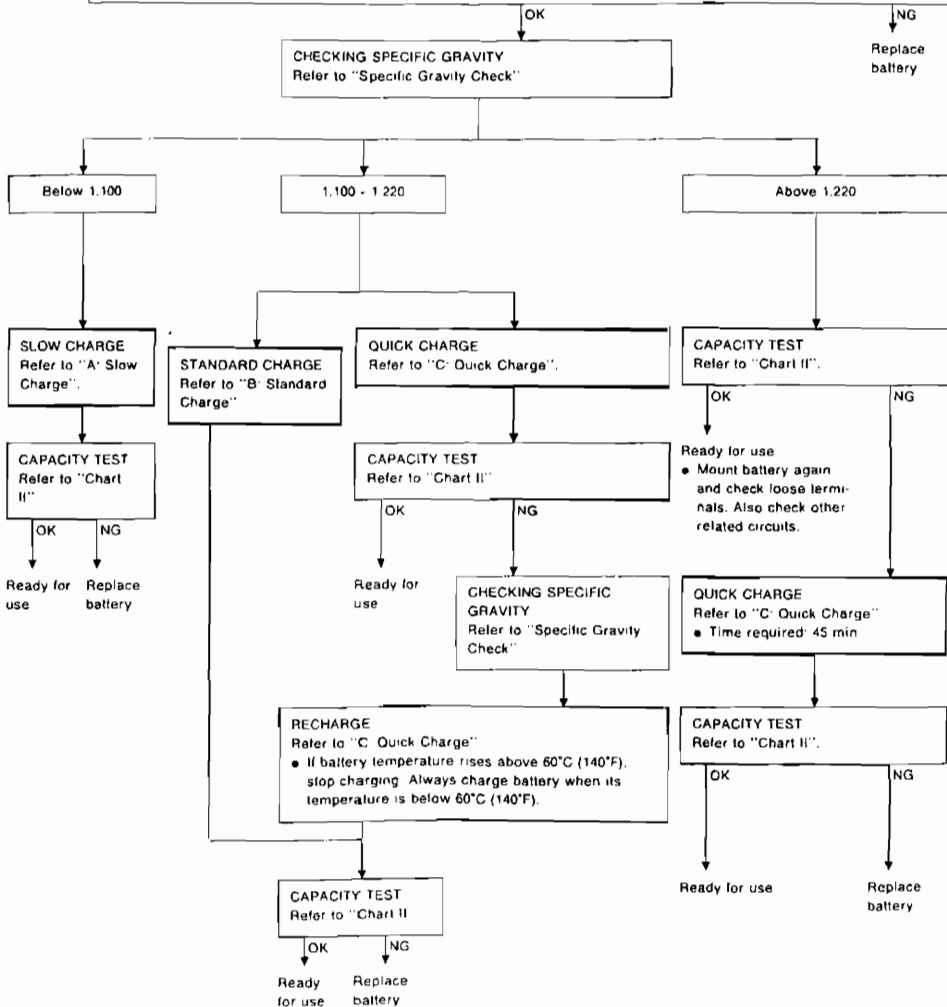 OK
NG
Replace
battery
CHECKING SPECIFIC GRAVITY
Refer to "Specific Gravity Check"
Below 1.100
1.100 - 1 220
Above 1.220
SLOW CHARGE
Refer to "A· Slow
Charge".
STANDARD CHARGE
Refer to "B· Standard
Charge"
QUICK CHARGE
Refer to "C· Quick Charge".
CAPACITY TEST
Refer to "Chart II".
OK
NG
Ready for use
● Mount battery again
and check loose termi-
nals. Also check other
related circuits.
CAPACITY TEST
Refer to "Chart
II"
OK
NG
Ready for
use
Replace
battery
CAPACITY TEST
Refer to "Chart II"
OK
NG
Ready for
use
CHECKING SPECIFIC
GRAVITY
Refer to "Specific Gravity
Check"
QUICK CHARGE
Refer to "C· Quick Charge"
● Time required· 45 min
RECHARGE
Refer to "C Quick Charge"
● If battery temperature rises above 60°C (140°F),
stop charging Always charge battery when its
temperature is below 60°C (140°F).
CAPACITY TEST
Refer to "Chart II".
OK
NG
Ready for use
Replace
battery
CAPACITY TEST
Refer to "Chart II
OK
NG
Ready
for use
Replace
battery